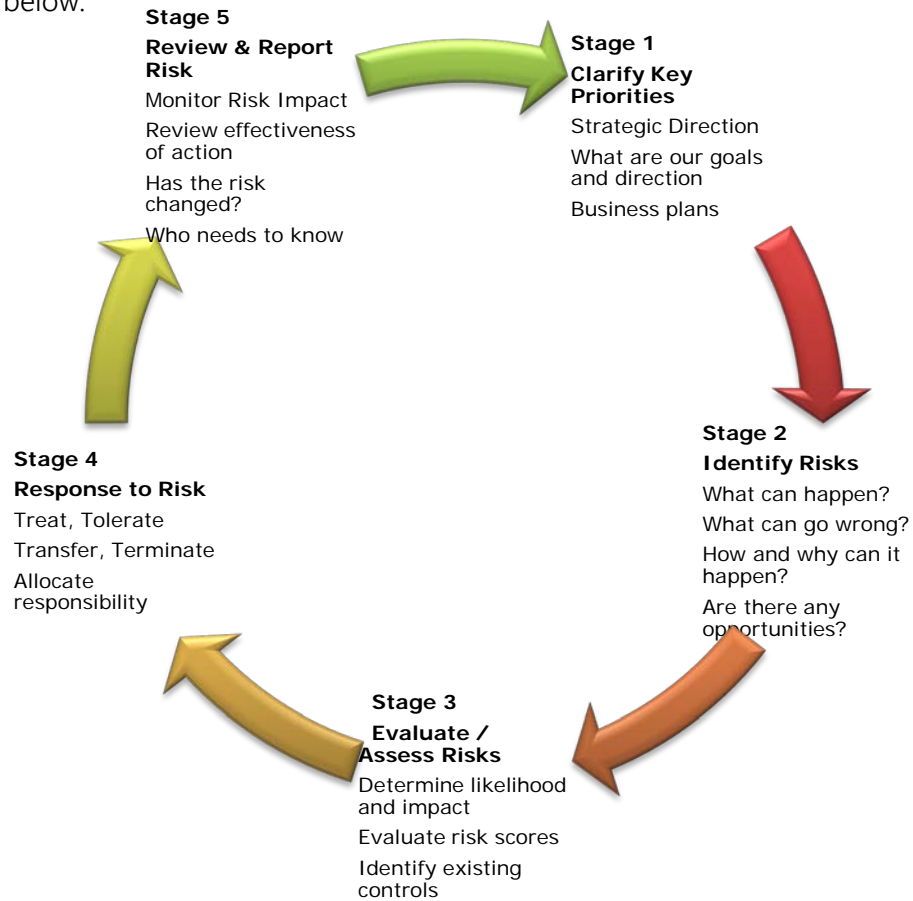 below.
Stage 5
Review & Report
Risk
Monitor Risk Impact
Review effectiveness
of action
Has the risk
changed?
Who needs to know
Stage 1
Clarify Key
Priorities
Strategic Direction
What are our goals
and direction
Business plans
Stage 2
Identify Risks
What can happen?
What can go wrong?
How and why can it
happen?
Are there any
opportunities?
Stage 3
Evaluate /
Assess Risks
Determine likelihood
and impact
Evaluate risk scores
Identify existing
controls
Stage 4
Response to Risk
Treat, Tolerate
Transfer, Terminate
Allocate
responsibility